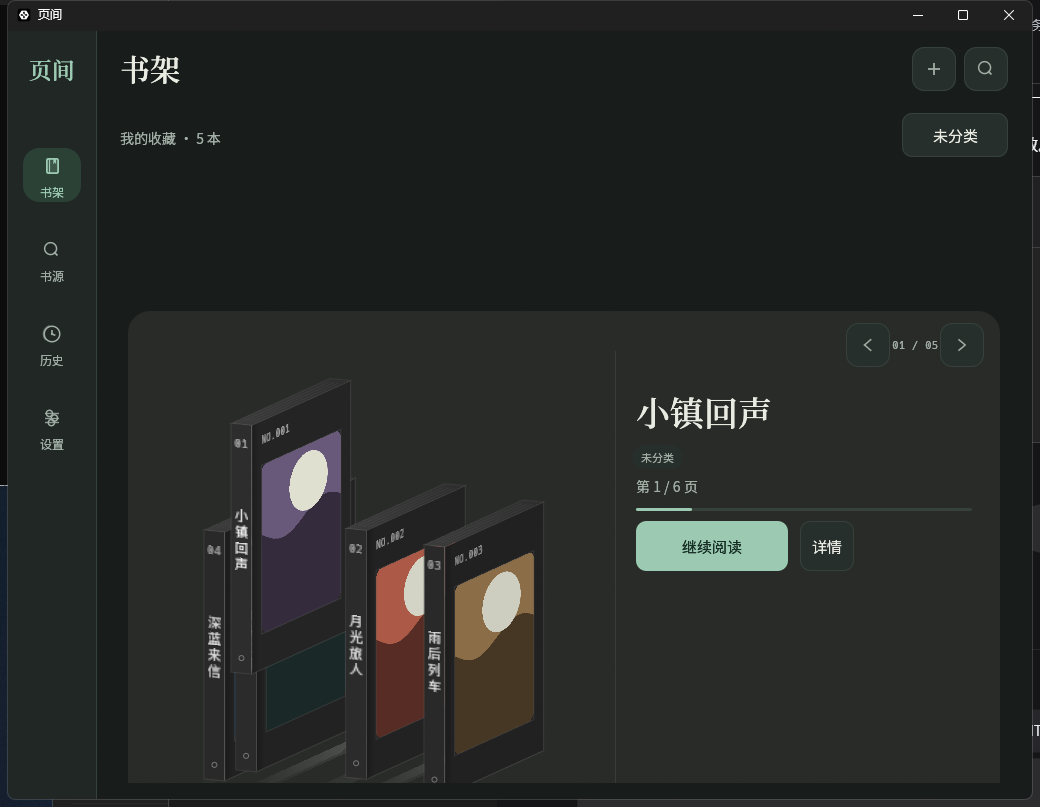 页间
页间
书架
我的收藏 · 5 本
未分类
书架
书源
历史
设置
01 / 05
小镇回声
未分类
第 1 / 6 页
继续阅读
详情
01
NO.001
小镇回声
02
NO.002
月光旅人
03
NO.003
雨后列车
04
深蓝来信